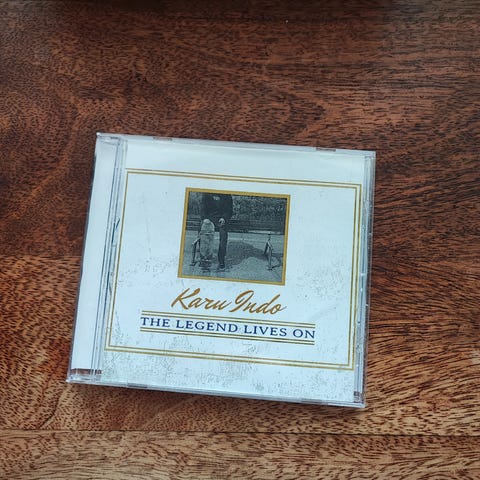 Karu Indo
THE LEGEND LIVES ON